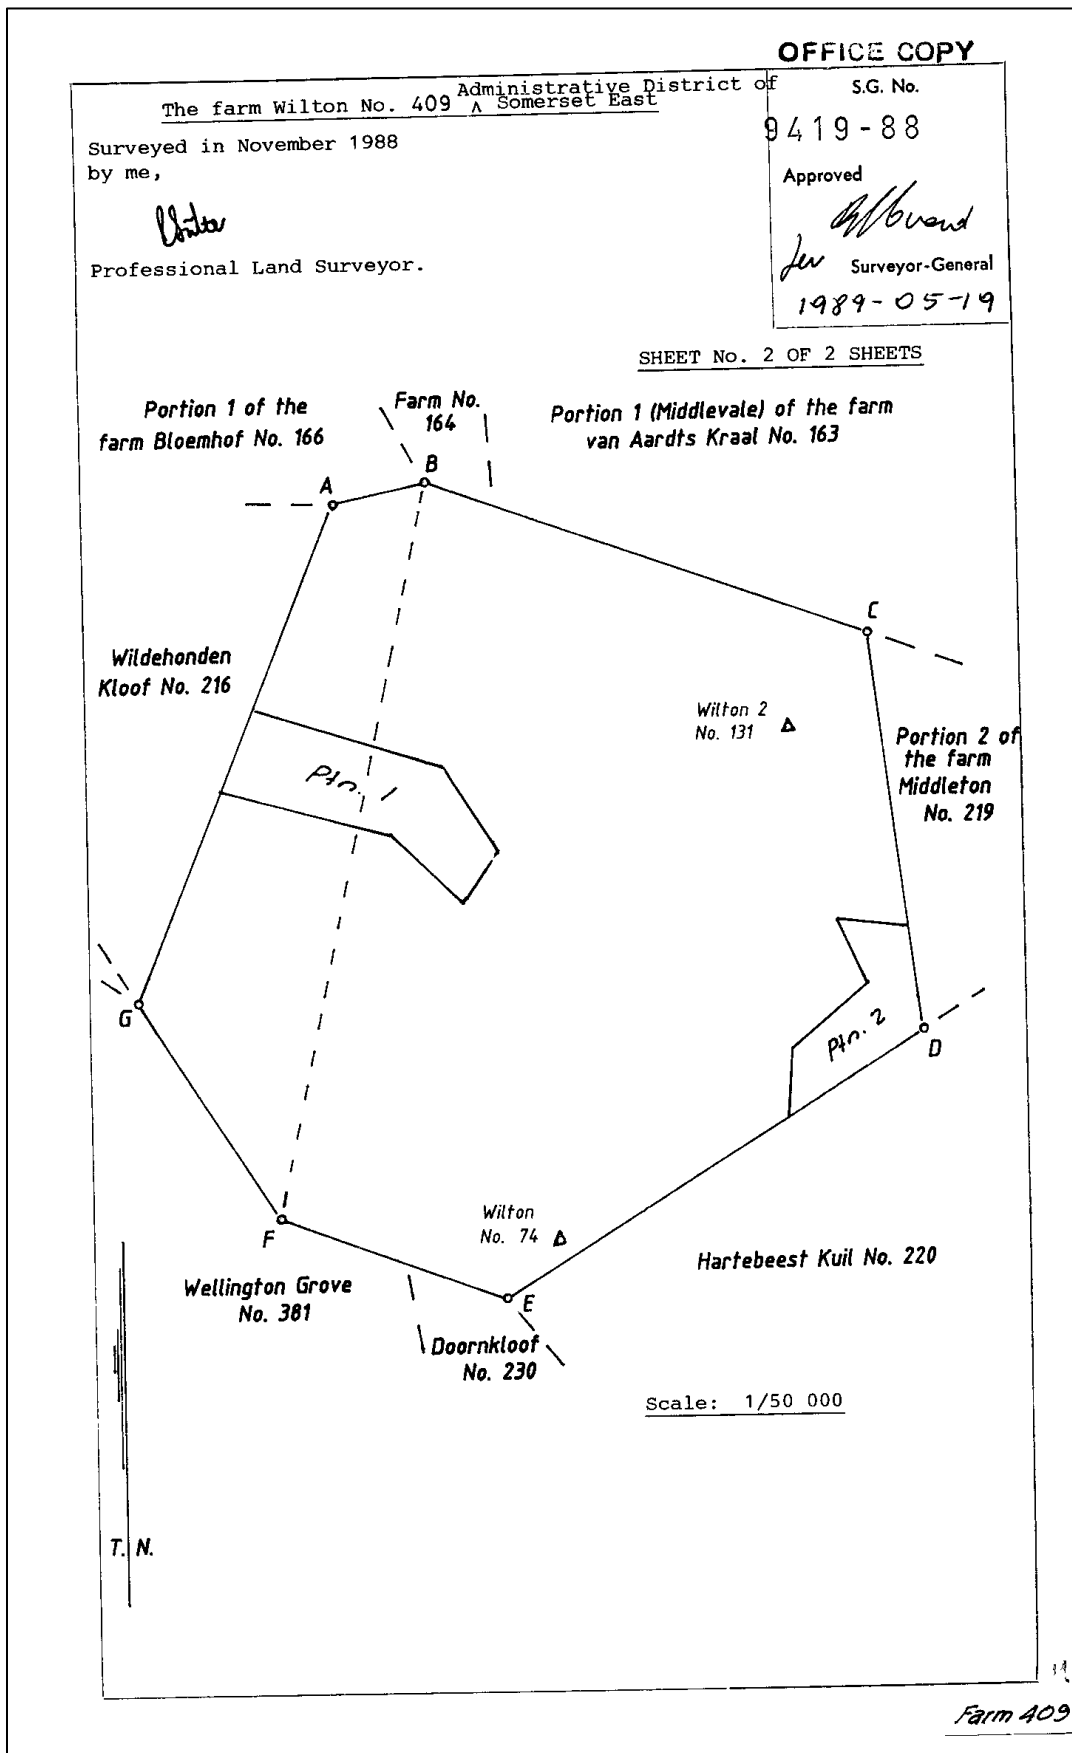 OFFICE COPY
The farm Wilton No. 409 ^ Administrative District of
Somerset East
S.G. No.
9419-88
Surveyed in November 1988
by me,
Approved
Professional Land Surveyor.
Surveyor-General
1989-05-19
SHEET No. 2 OF 2 SHEETS
Portion 1 of the
farm Bloemhof No. 166
Farm No.
164
Portion 1 (Middlevale) of the farm
van Aardts Kraal No. 163
A
B
C
Wildehonden
Kloof No. 216
Wilton 2
No. 131
Portion 2 of
the farm
Middleton
No. 219
Ptn. 1
G
Ptn. 2
D
F
Wilton
No. 74
E
Hartebeest Kuil No. 220
Wellington Grove
No. 381
Doornkloof
No. 230
Scale: 1/50 000
T. N.
Farm 409